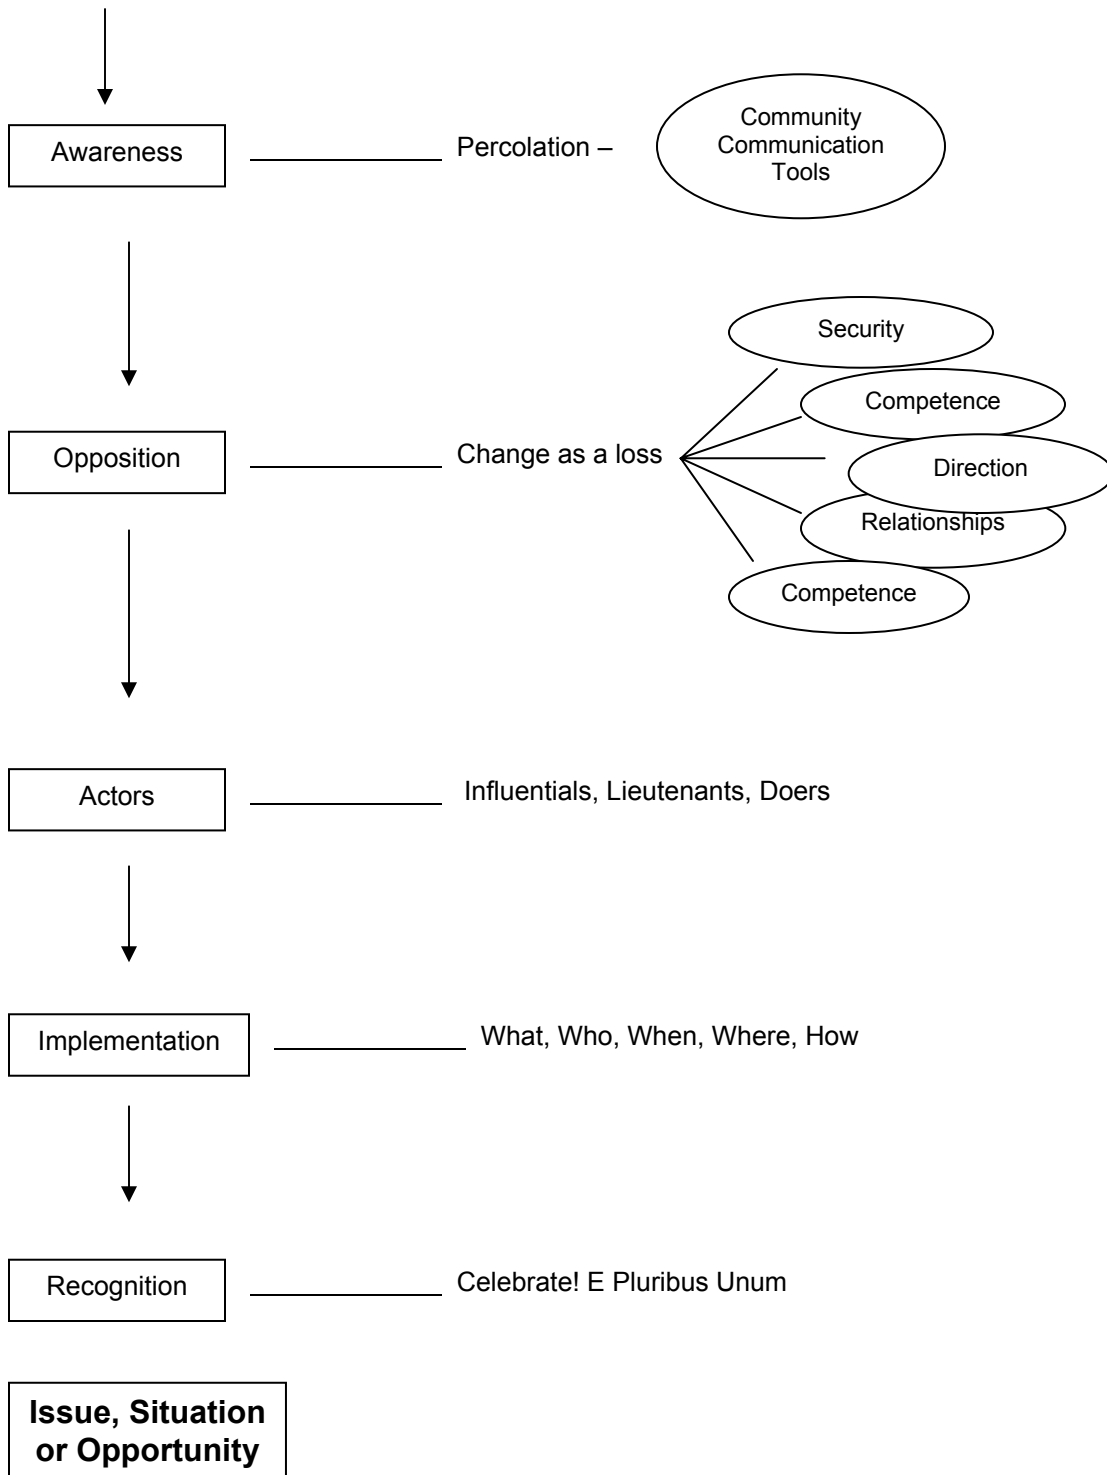 Awareness
Percolation –
Community
Communication
Tools
Security
Competence
Opposition
Change as a loss
Direction
Relationships
Competence
Actors
Influentials, Lieutenants, Doers
Implementation
What, Who, When, Where, How
Recognition
Celebrate! E Pluribus Unum
Issue, Situation
or Opportunity